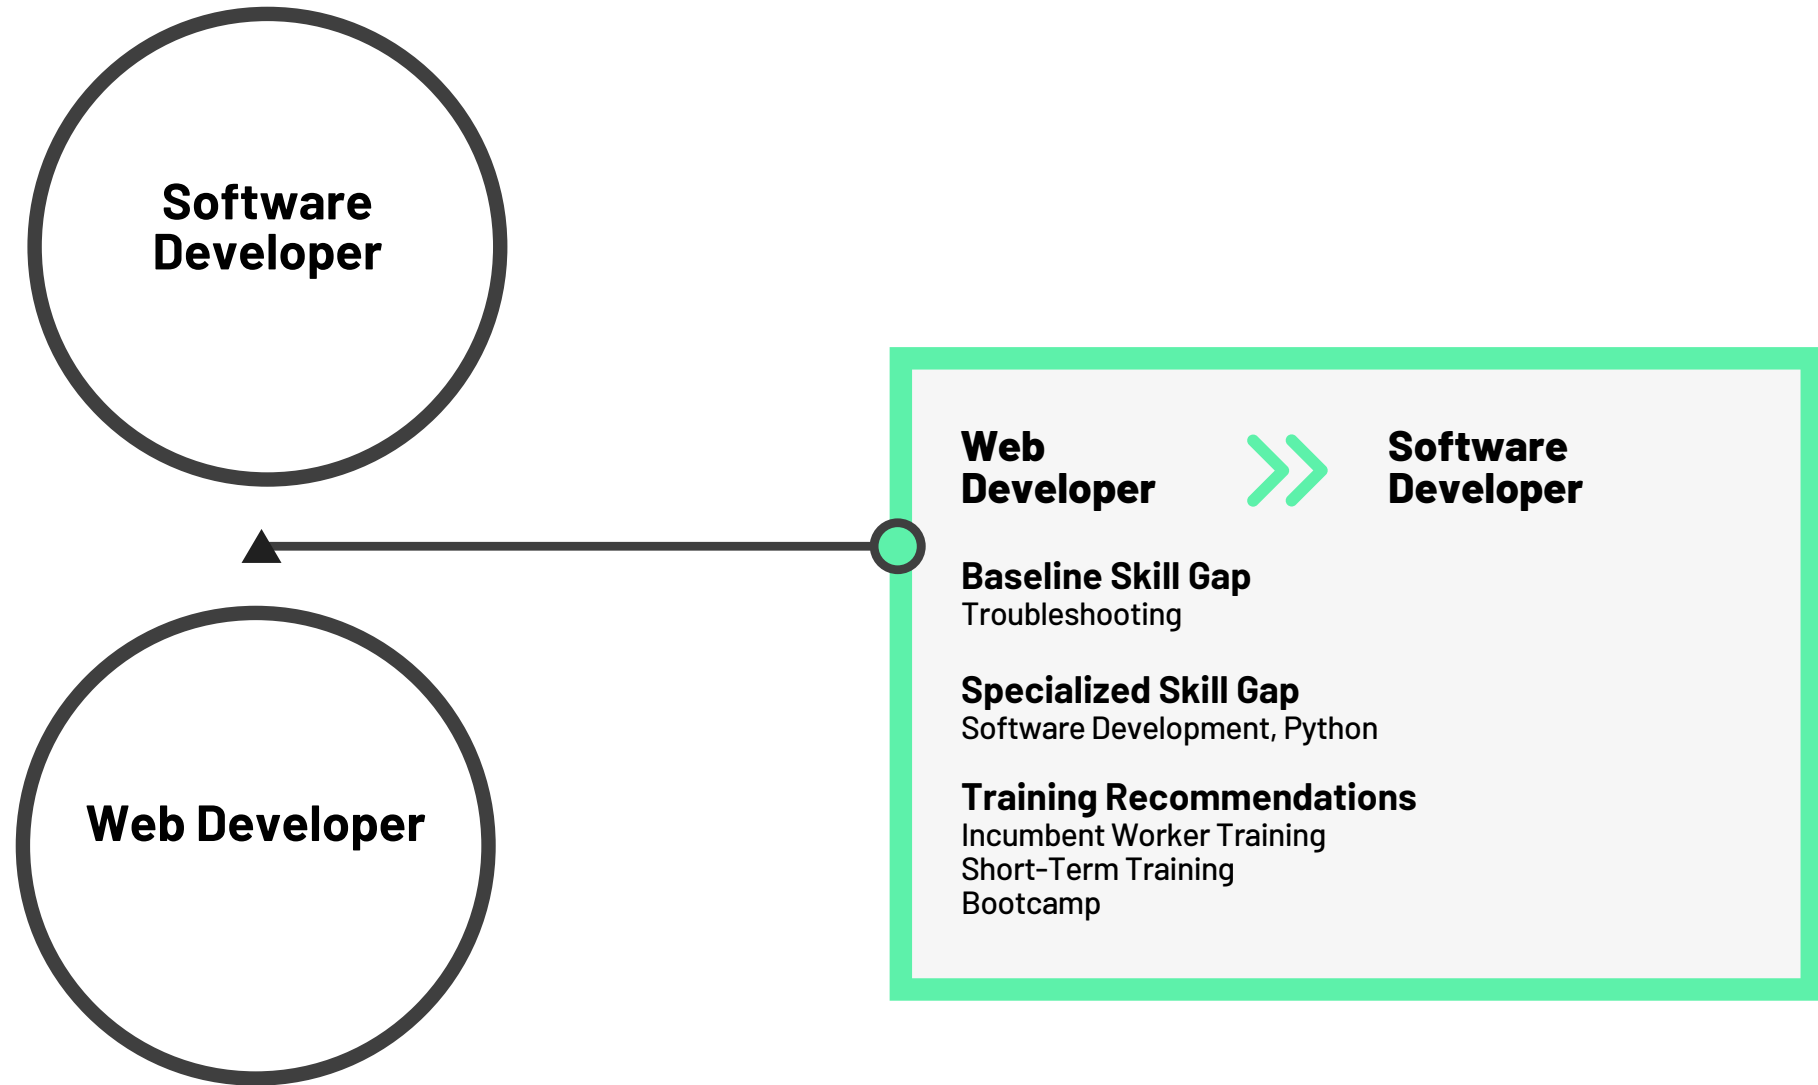 Software
Developer
Web Developer
Web
Developer
Software
Developer
Baseline Skill Gap
Troubleshooting
Specialized Skill Gap
Software Development, Python
Training Recommendations
Incumbent Worker Training
Short-Term Training
Bootcamp